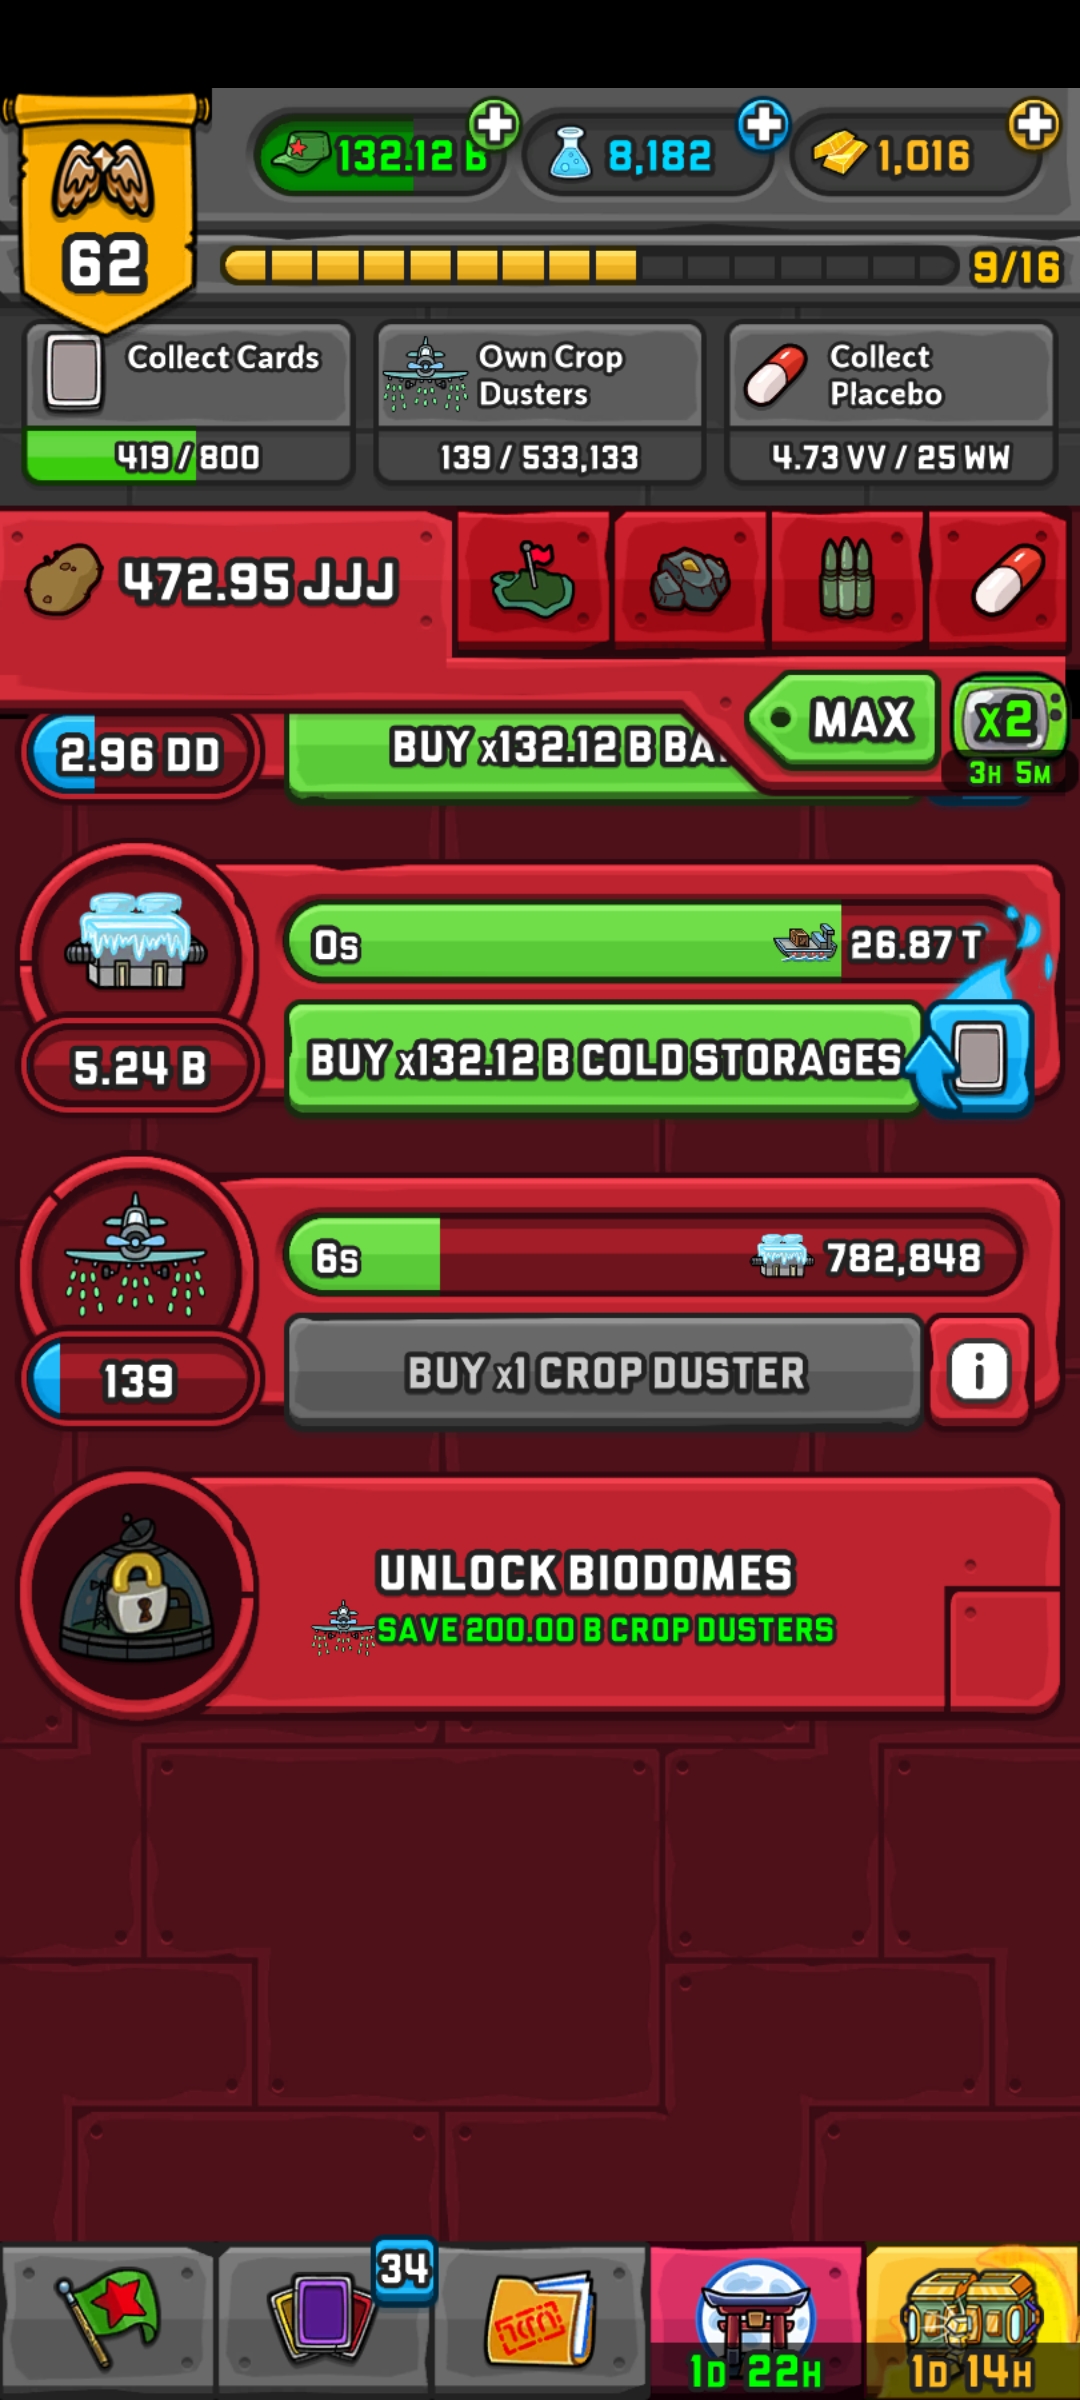 132.12 B
8,182
1,016
62
9/16
Collect Cards
419 / 800
Own Crop
Dusters
139 / 533,133
Collect
Placebo
4.73 VV / 25 WW
472.95 JJJ
MAX
X2
3H 5M
2.96 DD
BUY x132.12 B
0s
26.87 T
5.24 B
BUY x132.12 B COLD STORAGES
6s
782,848
139
BUY x1 CROP DUSTER
i
UNLOCK BIODOMES
SAVE 200.00 B CROP DUSTERS
34
1D 22H
1D 14H